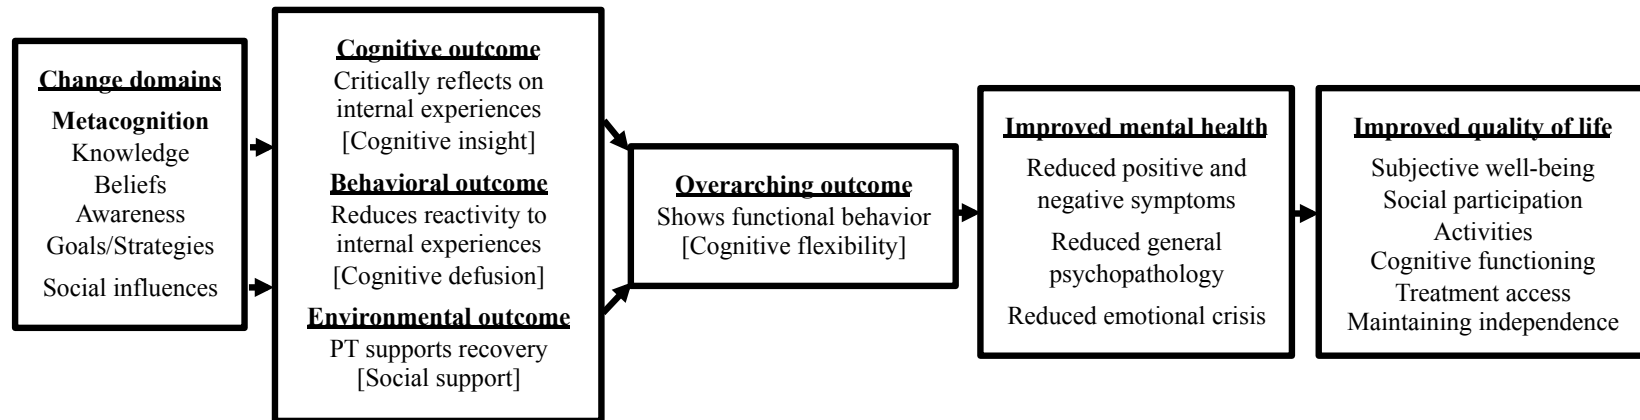 Change domains
Metacognition
Knowledge
Beliefs
Awareness
Goals/Strategies
Social influences
Cognitive outcome
Critically reflects on
internal experiences
[Cognitive insight]
Behavioral outcome
Reduces reactivity to
internal experiences
[Cognitive defusion]
Environmental outcome
PT supports recovery
[Social support]
Overarching outcome
Shows functional behavior
[Cognitive flexibility]
Improved mental health
Reduced positive and
negative symptoms
Reduced general
psychopathology
Reduced emotional crisis
Improved quality of life
Subjective well-being
Social participation
Activities
Cognitive functioning
Treatment access
Maintaining independence